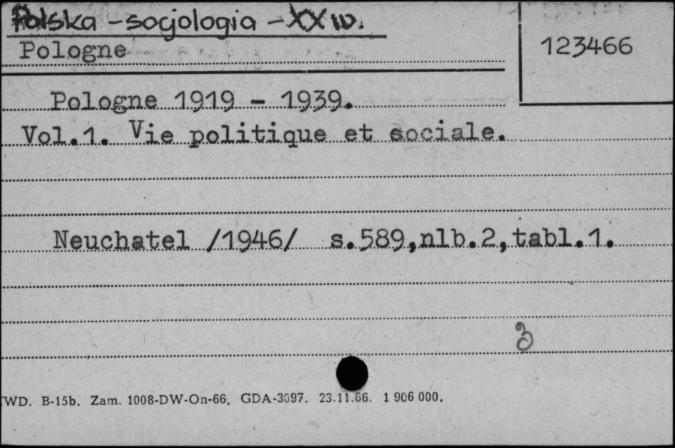 Polska - socjologia - XX w.
Pologne
123466
Pologne 1919 - 1939.
Vol.1. Vie politique et sociale.
Neuchatel /1946/ s.589,nlb.2,tabl.1.
WD. B-15b. Zam. 1008-DW-On-66. GDA-3097. 23.11.66. 1 906 000.